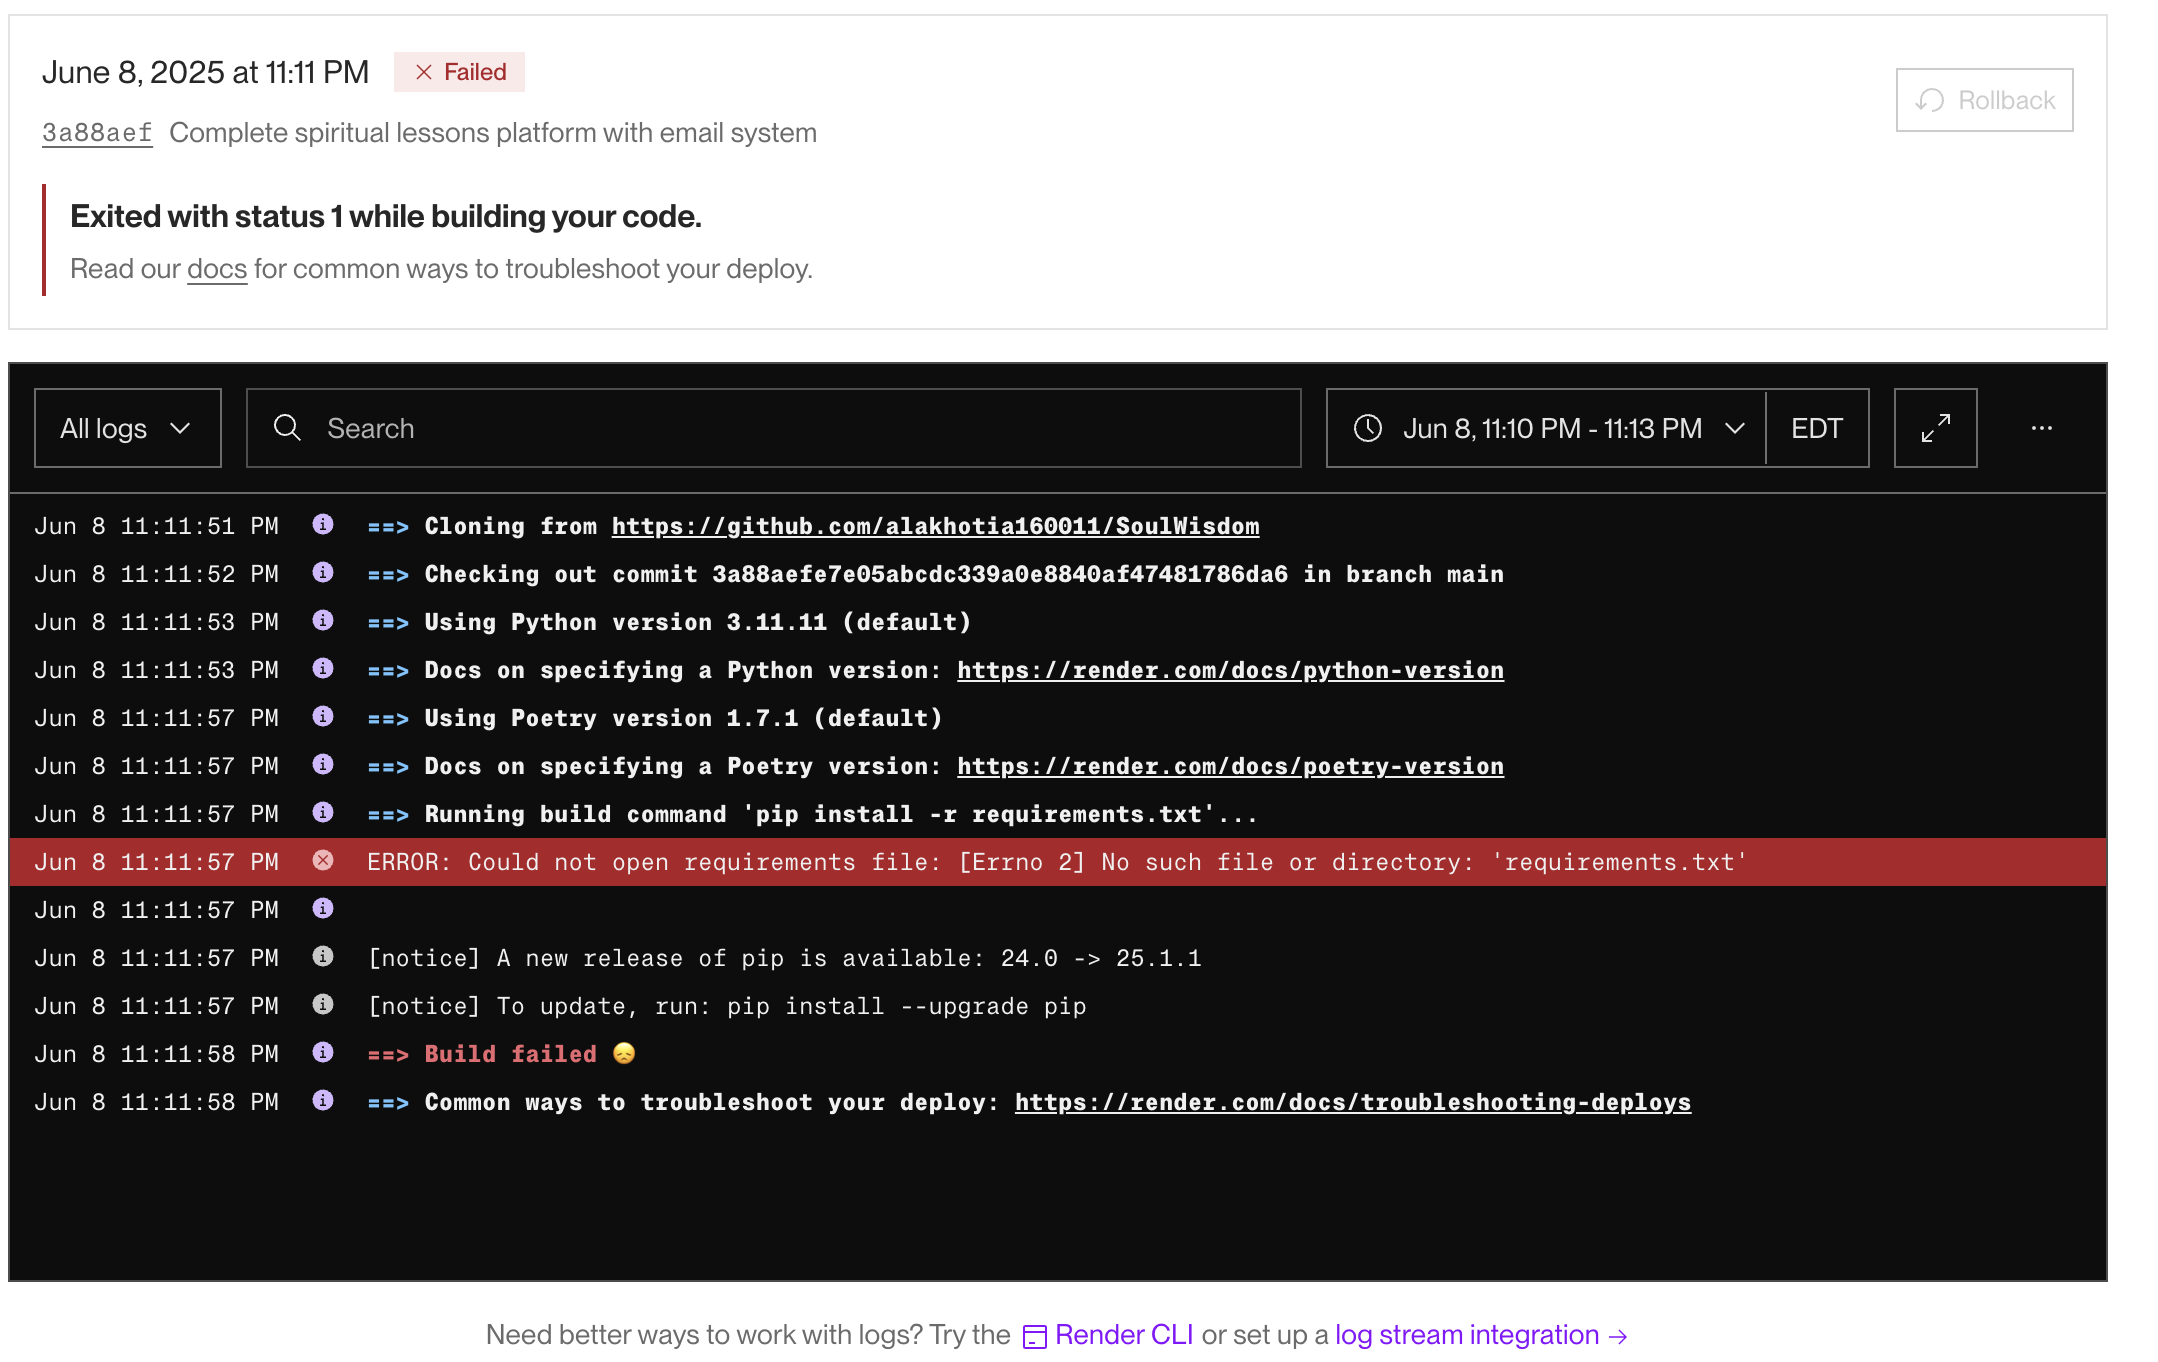 June 8, 2025 at 11:11 PM Failed
Rollback
3a88aef Complete spiritual lessons platform with email system
Exited with status 1 while building your code.
Read our docs for common ways to troubleshoot your deploy.
All logs Search Jun 8, 11:10 PM - 11:13 PM EDT ...
Jun 8 11:11:51 PM ==> Cloning from https://github.com/alakhotia160011/SoulWisdom
Jun 8 11:11:52 PM ==> Checking out commit 3a88aefe7e05abcdc339a0e8840af47481786da6 in branch main
Jun 8 11:11:53 PM ==> Using Python version 3.11.11 (default)
Jun 8 11:11:53 PM ==> Docs on specifying a Python version: https://render.com/docs/python-version
Jun 8 11:11:57 PM ==> Using Poetry version 1.7.1 (default)
Jun 8 11:11:57 PM ==> Docs on specifying a Poetry version: https://render.com/docs/poetry-version
Jun 8 11:11:57 PM ==> Running build command 'pip install -r requirements.txt'...
Jun 8 11:11:57 PM ERROR: Could not open requirements file: [Errno 2] No such file or directory: 'requirements.txt'
Jun 8 11:11:57 PM
Jun 8 11:11:57 PM [notice] A new release of pip is available: 24.0 -> 25.1.1
Jun 8 11:11:57 PM [notice] To update, run: pip install --upgrade pip
Jun 8 11:11:58 PM ==> Build failed 😞
Jun 8 11:11:58 PM ==> Common ways to troubleshoot your deploy: https://render.com/docs/troubleshooting-deploys
Need better ways to work with logs? Try the Render CLI or set up a log stream integration →